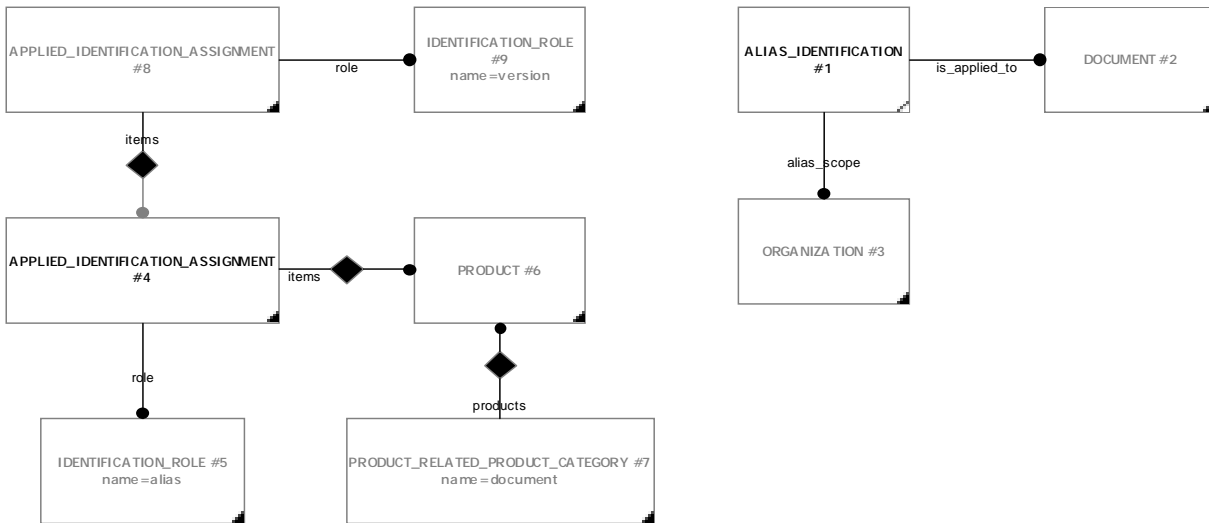 APPLIED_IDENTIFICATION_ASSIGNMENT
#8
role
IDENTIFICATION_ROLE
#9
name=version
ALIAS_IDENTIFICATION
#1
is_applied_to
DOCUMENT #2
items
alias_scope
APPLIED_IDENTIFICATION_ASSIGNMENT
#4
items
PRODUCT #6
ORGANIZATION #3
role
products
IDENTIFICATION_ROLE #5
name=alias
PRODUCT_RELATED_PRODUCT_CATEGORY #7
name=document